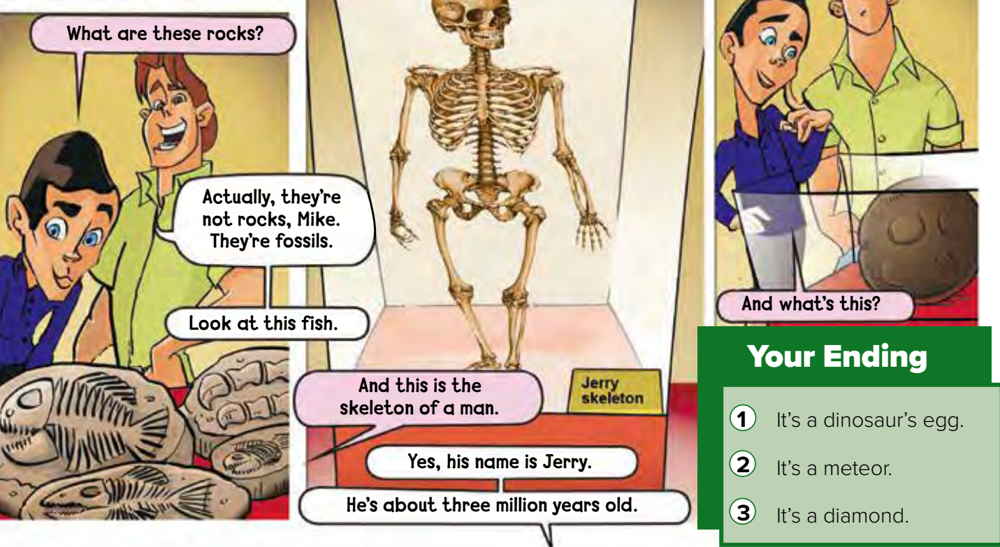 What are these rocks?
Actually, they're
not rocks, Mike.
They're fossils.
Look at this fish.
And this is the
skeleton of a man.
Jerry
skeleton
Yes, his name is Jerry.
He's about three million years old.
And what's this?
Your Ending
1 It's a dinosaur's egg.
2 It's a meteor.
3 It's a diamond.